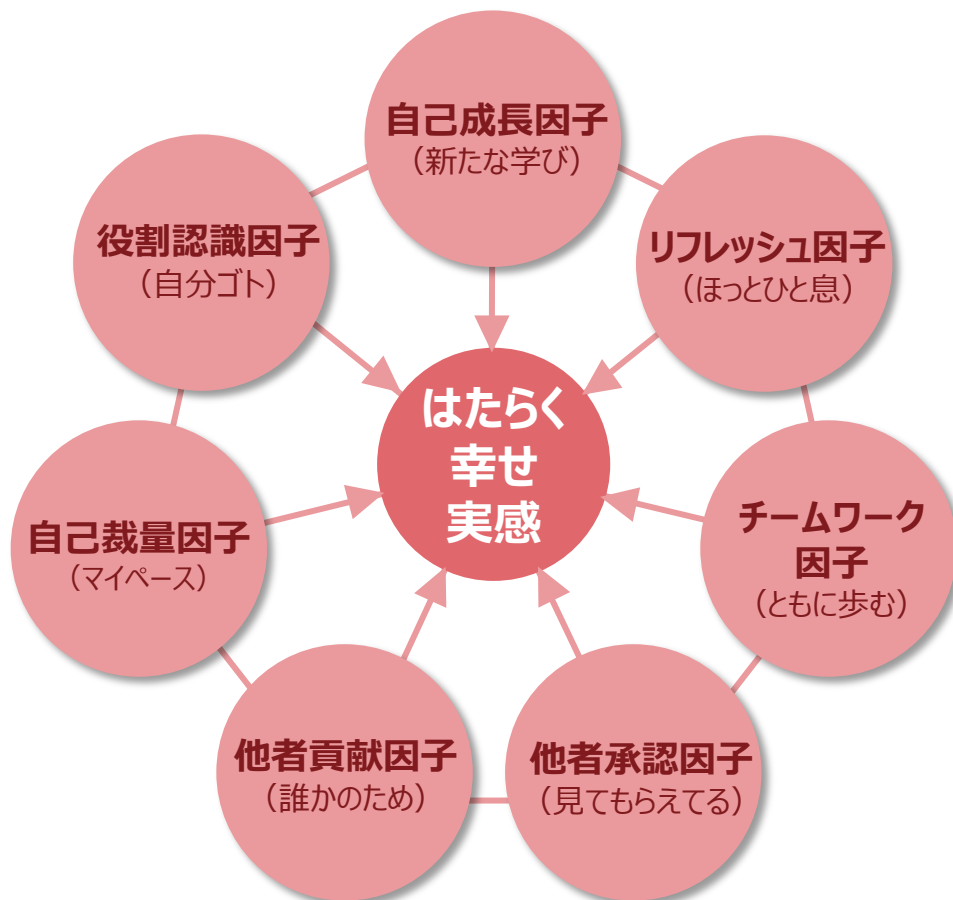 自己成長因子
（新たな学び）
リフレッシュ因子
（ほっとひと息）
チームワーク
因子
（ともに歩む）
他者承認因子
（見てもらえてる）
他者貢献因子
（誰かのため）
自己裁量因子
（マイペース）
役割認識因子
（自分ゴト）
はたらく
幸せ
実感